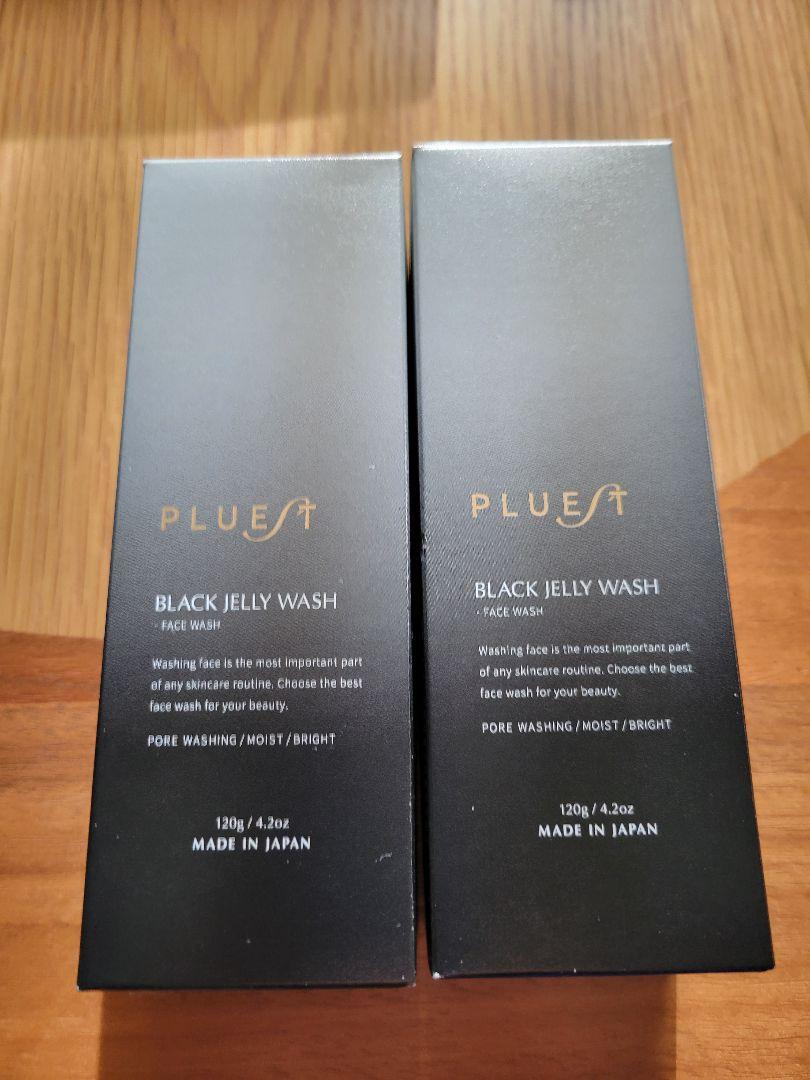 PLUEST
BLACK JELLY WASH
- FACE WASH
Washing face is the most important part
of any skincare routine. Choose the best
face wash for your beauty.
PORE WASHING / MOIST / BRIGHT
120g / 4.2oz
MADE IN JAPAN
PLUEST
BLACK JELLY WASH
- FACE WASH
Washing face is the most important part
of any skincare routine. Choose the best
face wash for your beauty.
PORE WASHING / MOIST / BRIGHT
120g / 4.2oz
MADE IN JAPAN